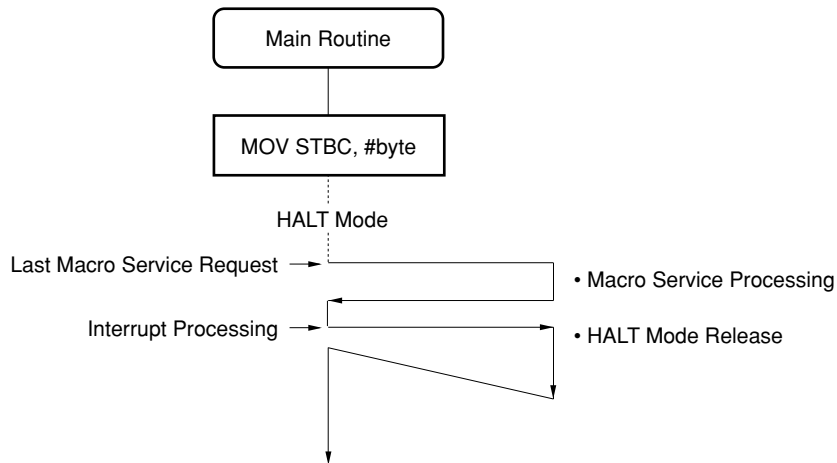 Main Routine
MOV STBC, #byte
HALT Mode
Last Macro Service Request
• Macro Service Processing
Interrupt Processing
• HALT Mode Release